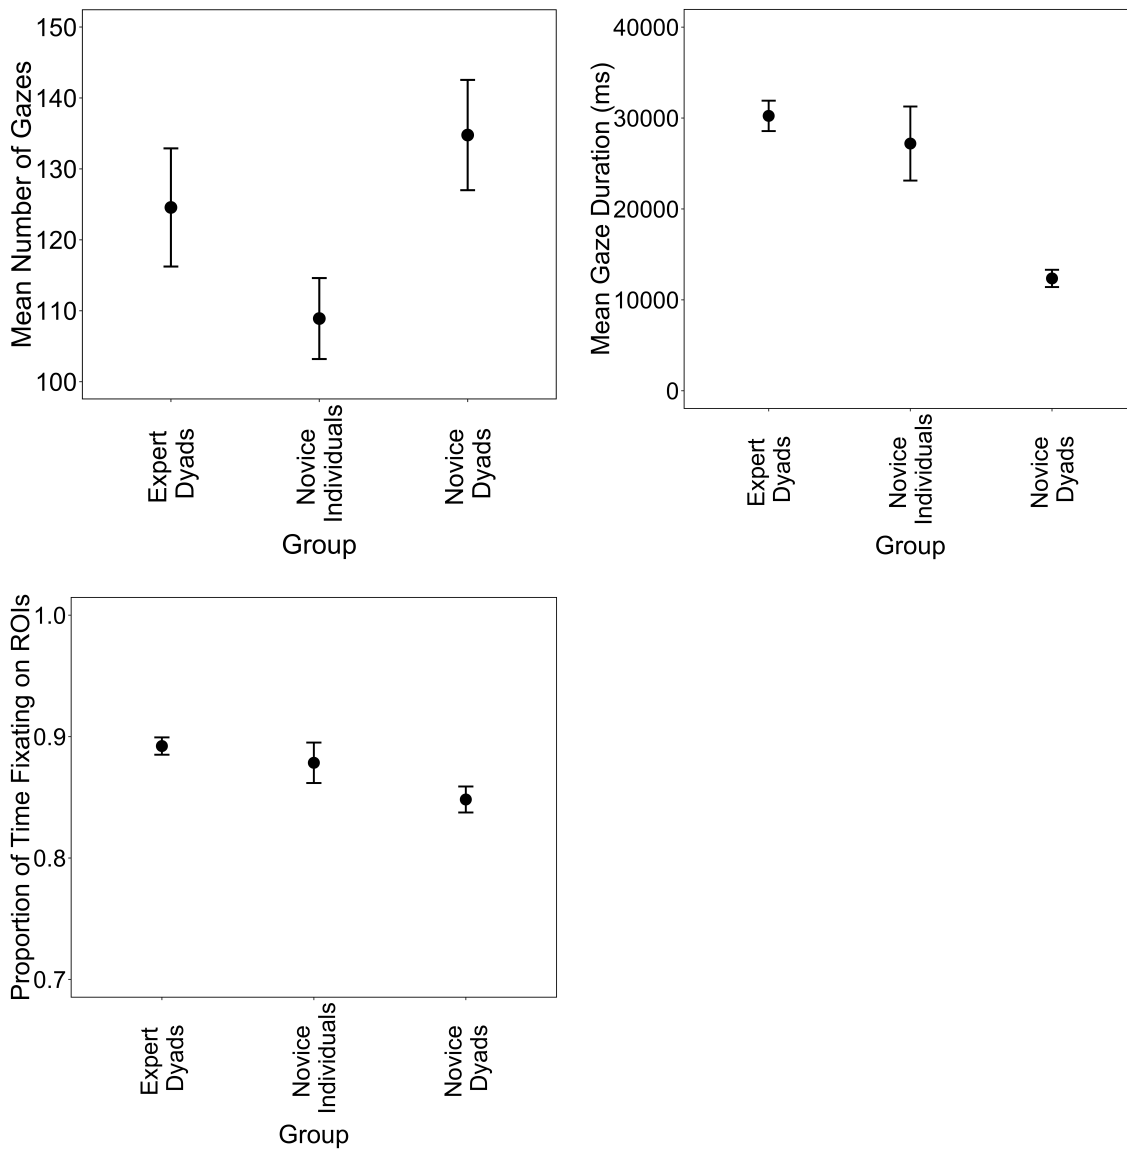 Mean Number of Gazes
150
140
130
120
110
100
Expert
Dyads
Novice
Individuals
Novice
Dyads
Group
Mean Gaze Duration (ms)
40000
30000
20000
10000
0
Expert
Dyads
Novice
Individuals
Novice
Dyads
Group
Proportion of Time Fixating on ROIs
1.0
0.9
0.8
0.7
Expert
Dyads
Novice
Individuals
Novice
Dyads
Group